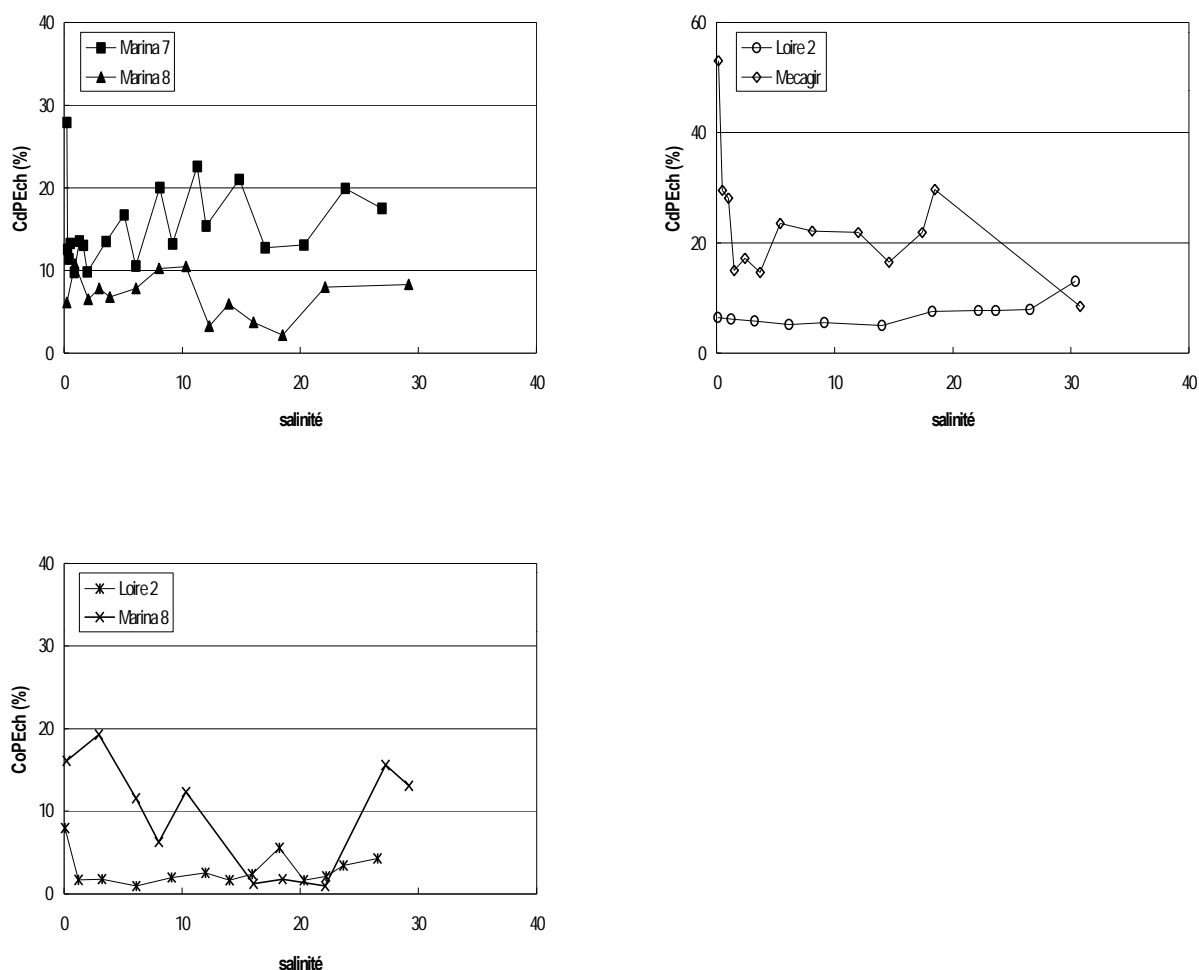 40
30
20
10
0
CdPEch (%)
Marina 7
Marina 8
0 10 20 30 40
salinité
60
40
20
0
CdPEch (%)
Loire 2
Mecagir
0 10 20 30 40
salinité
40
30
20
10
0
CoPEch (%)
Loire 2
Marina 8
0 10 20 30 40
salinité